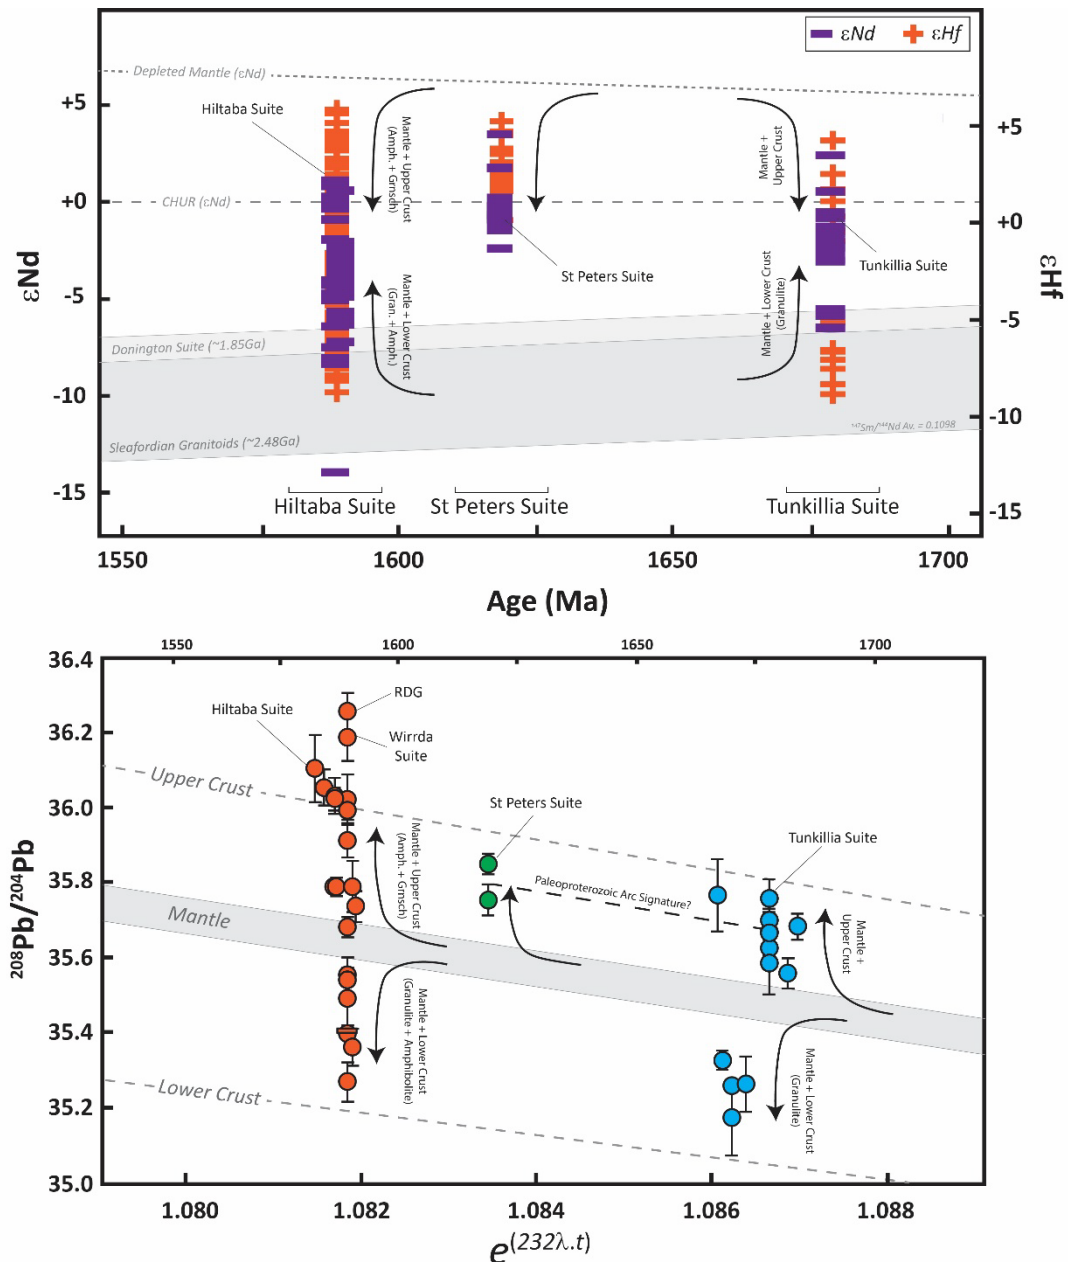 εNd εHf
Depleted Mantle (εNd)
Hiltaba Suite
+5
+5
Mantle + Upper Crust
(Amph. + Grnsch)
Mantle +
Upper Crust
CHUR (εNd)
+0
+0
St Peters Suite
Tunkillia Suite
εNd
εHf
Mantle + Lower Crust
(Gran. + Amph.)
Mantle + Lower Crust
(Granulite)
-5
-5
Donington Suite (~1.85Ga)
-10
-10
Sleafordian Granitoids (~2.48Ga)
¹⁴⁷Sm/¹⁴⁴Nd Av. = 0.1098
-15
-15
Hiltaba Suite St Peters Suite Tunkillia Suite
1550 1600 1650 1700
Age (Ma)
1550 1600 1650 1700
36.4
RDG
Hiltaba Suite
36.2
Wirrda
Suite
Upper Crust
36.0
St Peters Suite
Tunkillia Suite
Mantle + Upper Crust
(Amph. + Grnsch)
²⁰⁸Pb/²⁰⁴Pb
35.8
Paleoproterozoic Arc Signature?
Mantle
Mantle +
Upper Crust
35.6
Mantle + Lower Crust
(Granulite + Amphibolite)
35.4
Mantle + Lower Crust
(Granulite)
35.2
Lower Crust
35.0
1.080 1.082 1.084 1.086 1.088
e(232λ.t)